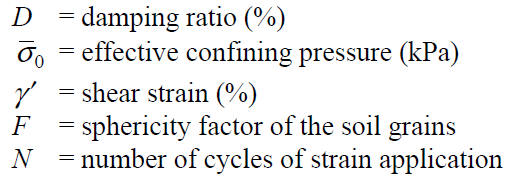 D = damping ratio (%)
σ̅₀ = effective confining pressure (kPa)
γ′ = shear strain (%)
F = sphericity factor of the soil grains
N = number of cycles of strain application